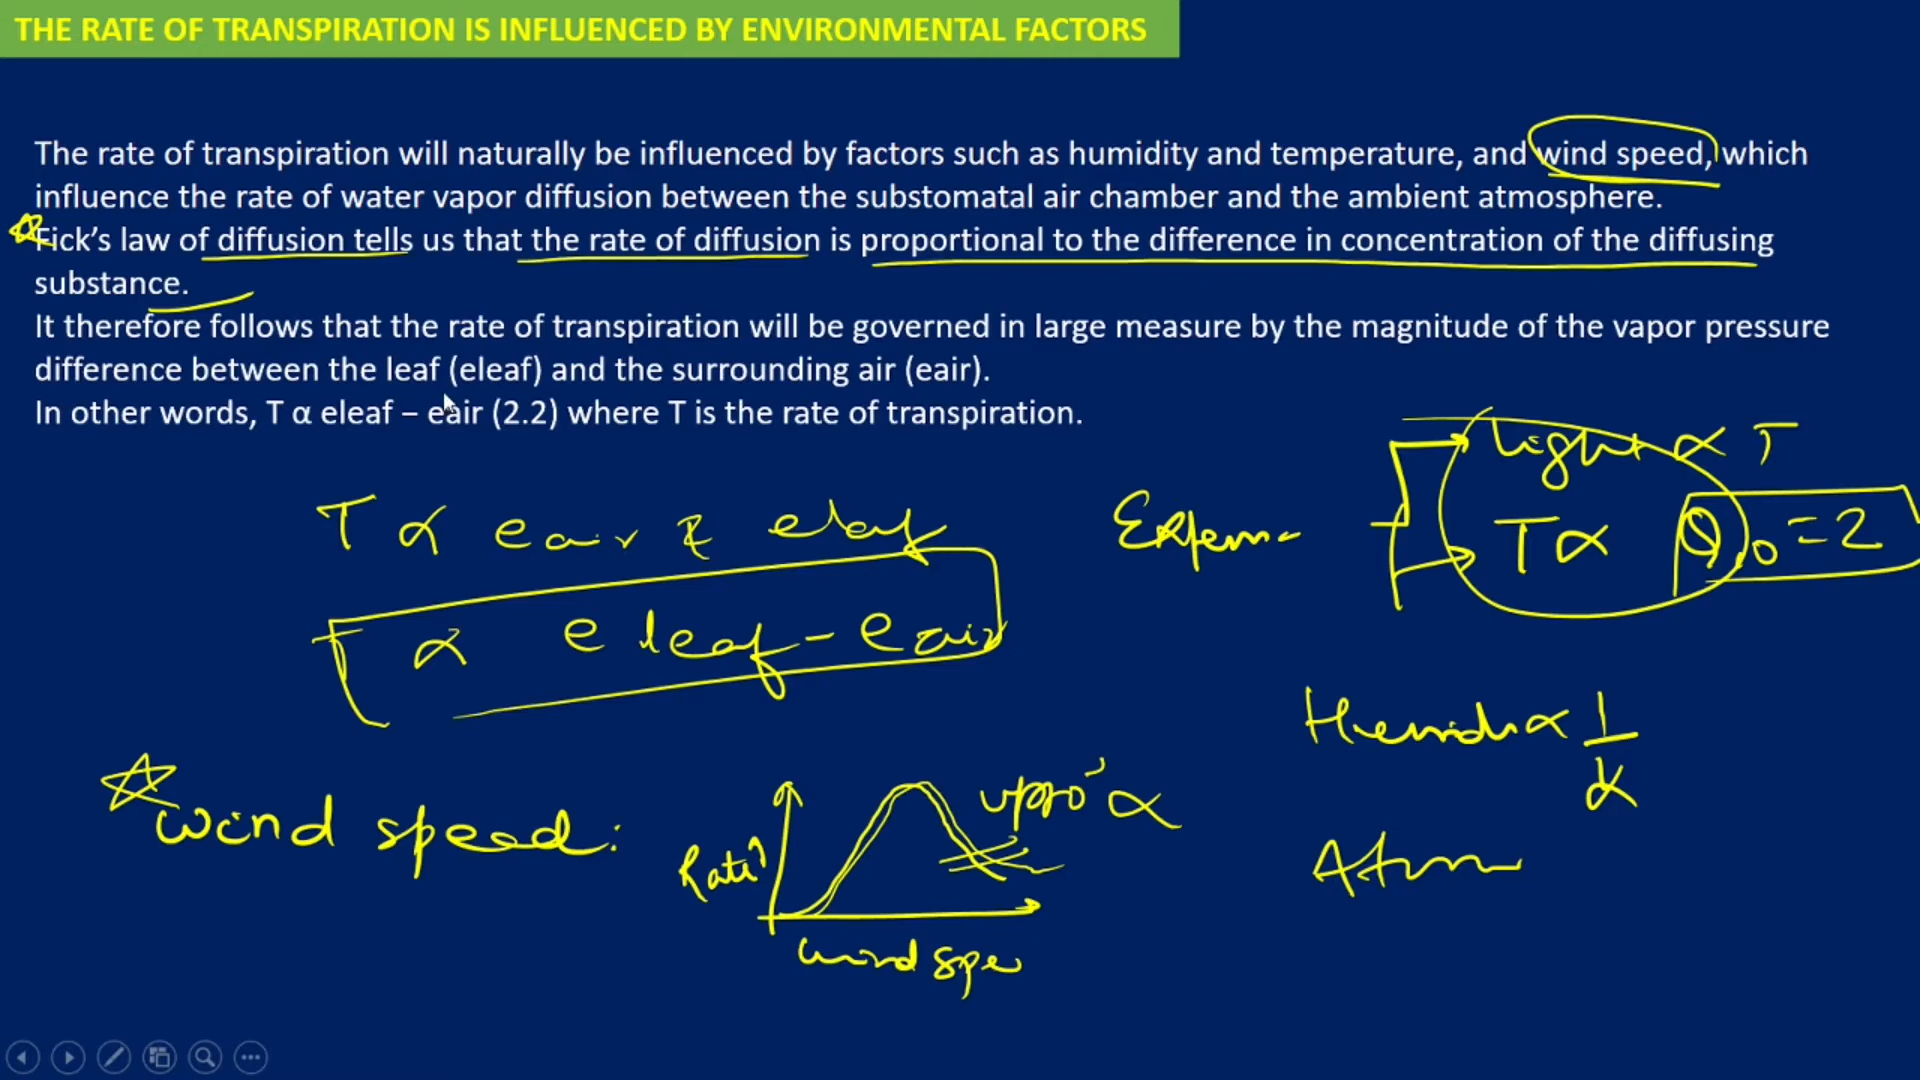 THE RATE OF TRANSPIRATION IS INFLUENCED BY ENVIRONMENTAL FACTORS
The rate of transpiration will naturally be influenced by factors such as humidity and temperature, and wind speed, which
influence the rate of water vapor diffusion between the substomatal air chamber and the ambient atmosphere.
Fick’s law of diffusion tells us that the rate of diffusion is proportional to the difference in concentration of the diffusing
substance.
It therefore follows that the rate of transpiration will be governed in large measure by the magnitude of the vapor pressure
difference between the leaf (eleaf) and the surrounding air (eair).
In other words, T α eleaf − eair (2.2) where T is the rate of transpiration.
light α T
T α eair & eleaf
T α Q10 = 2
T α e leaf - e air
α 1
wind speed:
α
Rate
wind spe